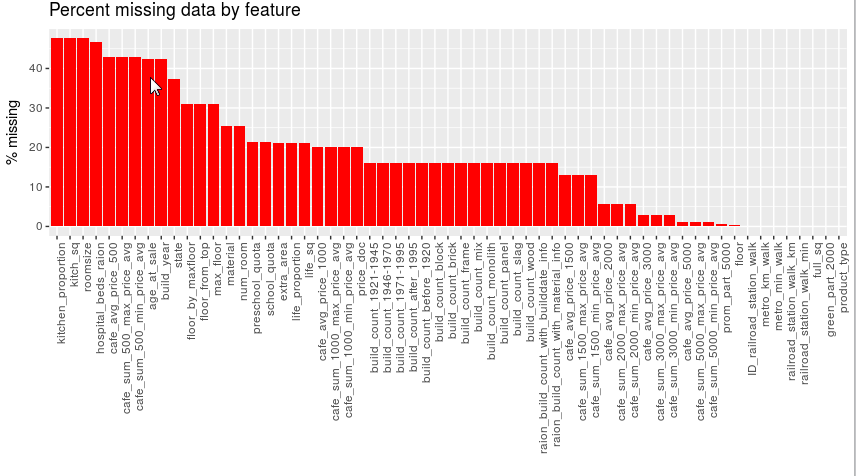 Percent missing data by feature
% missing
40
30
20
10
0
kitchen_proportion
kitch_sq
roomsize
hospital_beds_raion
cafe_avg_price_500
cafe_sum_500_max_price_avg
cafe_sum_500_min_price_avg
age_at_sale
build_year
state
floor_by_maxfloor
floor_from_top
max_floor
material
num_room
preschool_quota
school_quota
extra_area
life_proportion
life_sq
cafe_avg_price_1000
cafe_sum_1000_max_price_avg
cafe_sum_1000_min_price_avg
price_doc
build_count_1921-1945
build_count_1946-1970
build_count_1971-1995
build_count_after_1995
build_count_before_1920
build_count_block
build_count_brick
build_count_frame
build_count_mix
build_count_monolith
build_count_panel
build_count_slag
build_count_wood
raion_build_count_with_builddate_info
raion_build_count_with_material_info
cafe_avg_price_1500
cafe_sum_1500_max_price_avg
cafe_sum_1500_min_price_avg
cafe_avg_price_2000
cafe_sum_2000_max_price_avg
cafe_sum_2000_min_price_avg
cafe_avg_price_3000
cafe_sum_3000_max_price_avg
cafe_sum_3000_min_price_avg
cafe_avg_price_5000
cafe_sum_5000_max_price_avg
cafe_sum_5000_min_price_avg
prom_part_5000
floor
ID_railroad_station_walk
metro_km_walk
metro_min_walk
railroad_station_walk_km
railroad_station_walk_min
full_sq
green_part_2000
product_type